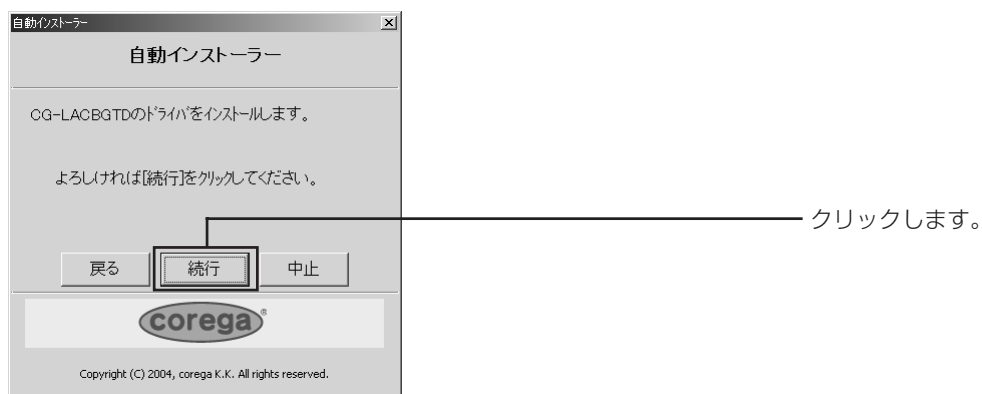 自動インストーラー
自動インストーラー
CG-LACBGTDのドライバをインストールします。
よろしければ[続行]をクリックしてください。
クリックします。
戻る 続行 中止
corega®
Copyright (C) 2004, corega K.K. All rights reserved.